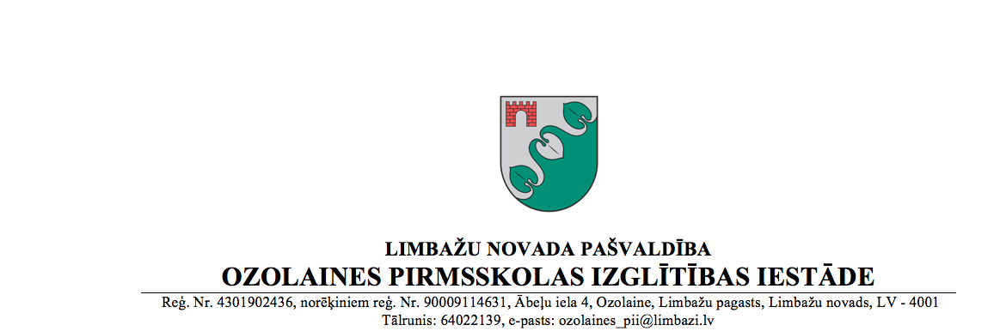 LIMBAŽU NOVADA PAŠVALDĪBA
OZOLAINES PIRMSSKOLAS IZGLĪTĪBAS IESTĀDE
Reģ. Nr. 4301902436, norēķiniem reģ. Nr. 90009114631, Ābeļu iela 4, Ozolaine, Limbažu pagasts, Limbažu novads, LV - 4001
Tālrunis: 64022139, e-pasts: ozolaines_pii@limbazi.lv